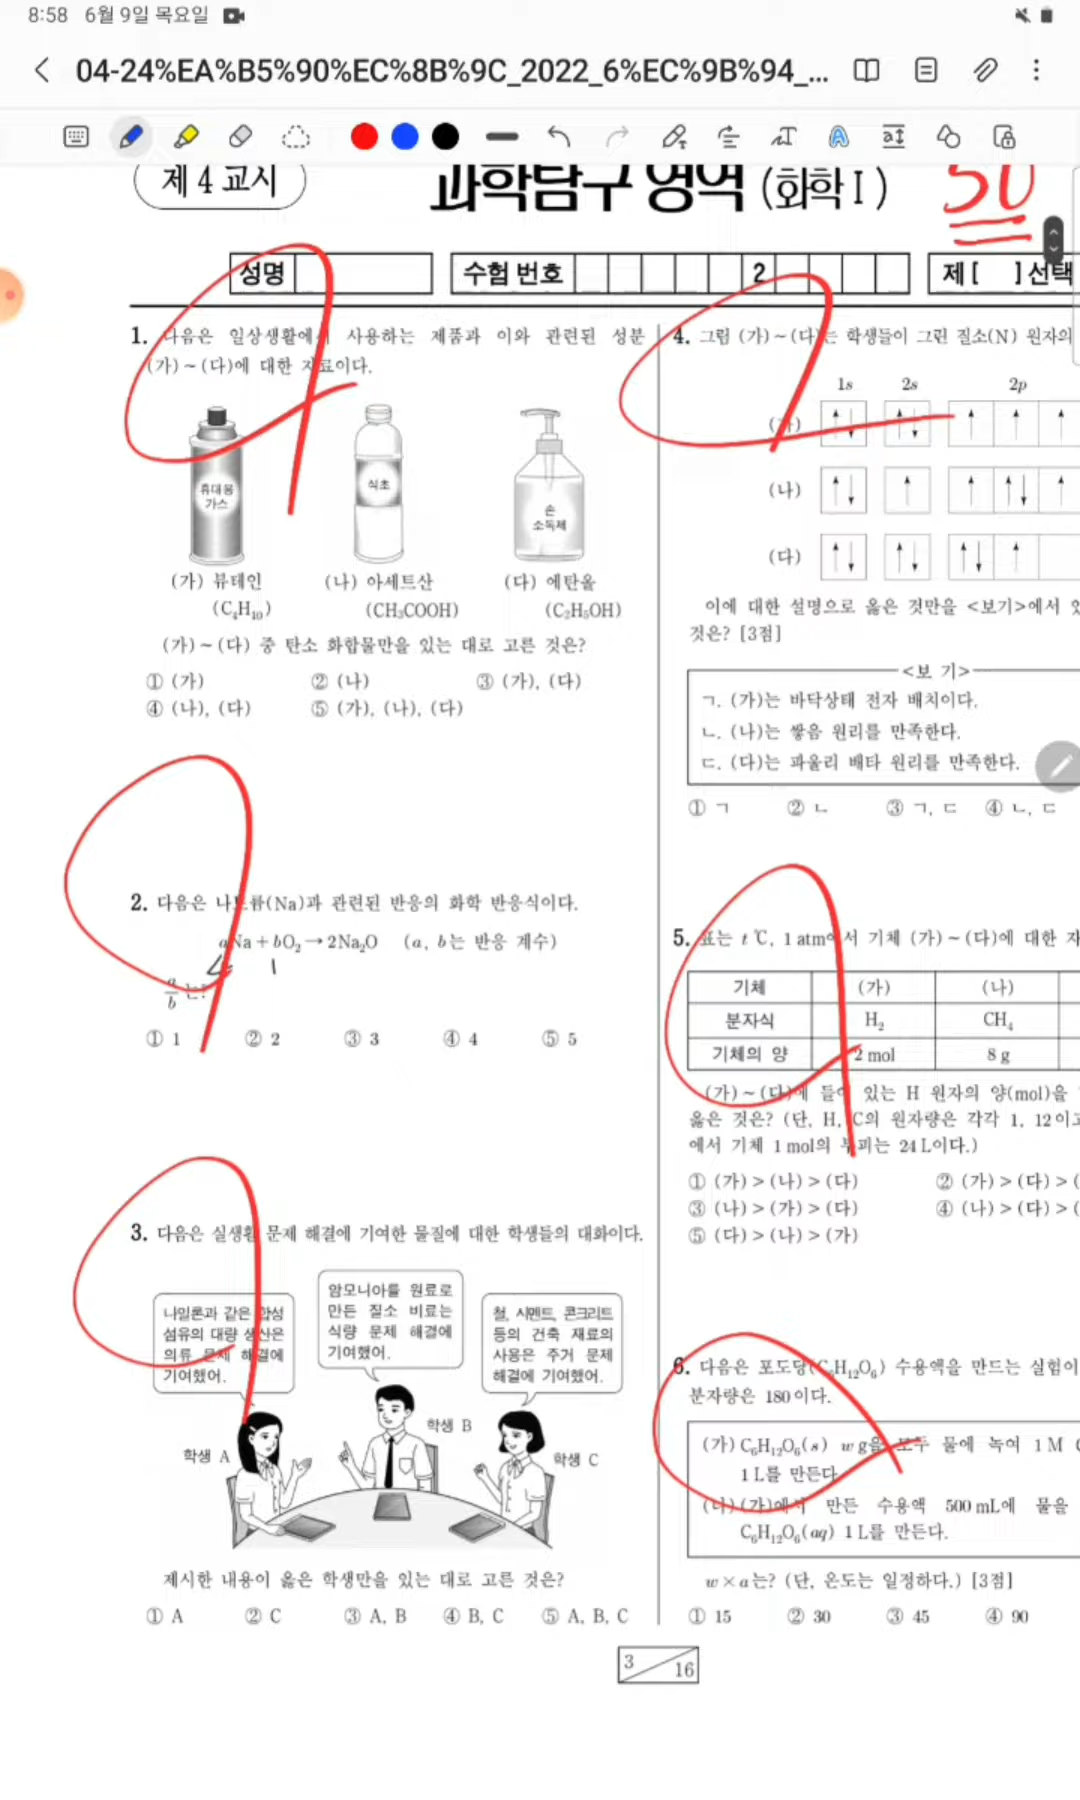 8:58 6월 9일 목요일
04-24%EA%B5%90%EC%8B%9C_2022_6%EC%9B%94_...
제 4 교시
과학탐구 영역 (화학Ⅰ)
50
성명
수험 번호
2
제 [ ] 선택
1. 다음은 일상생활에서 사용하는 제품과 이와 관련된 성분
(가)~(다)에 대한 자료이다.
휴대용
가스
식초
손
소독제
(가) 뷰테인
(C₄H₁₀)
(나) 아세트산
(CH₃COOH)
(다) 에탄올
(C₂H₅OH)
(가)~(다) 중 탄소 화합물만을 있는 대로 고른 것은?
① (가) ② (나) ③ (가), (다)
④ (나), (다) ⑤ (가), (나), (다)
2. 다음은 나트륨(Na)과 관련된 반응의 화학 반응식이다.
aNa + bO₂ → 2Na₂O (a, b는 반응 계수)
4 1
a/b 는?
① 1 ② 2 ③ 3 ④ 4 ⑤ 5
3. 다음은 실생활 문제 해결에 기여한 물질에 대한 학생들의 대화이다.
나일론과 같은 합성
섬유의 대량 생산은
의류 문제 해결에
기여했어.
암모니아를 원료로
만든 질소 비료는
식량 문제 해결에
기여했어.
철, 시멘트, 콘크리트
등의 건축 재료의
사용은 주거 문제
해결에 기여했어.
학생 A
학생 B
학생 C
제시한 내용이 옳은 학생만을 있는 대로 고른 것은?
① A ② C ③ A, B ④ B, C ⑤ A, B, C
4. 그림 (가)~(다)는 학생들이 그린 질소(N) 원자의
1s 2s 2p
(가)
(나)
(다)
이에 대한 설명으로 옳은 것만을 <보기>에서
것은? [3점]
<보 기>
ㄱ. (가)는 바닥상태 전자 배치이다.
ㄴ. (나)는 쌓음 원리를 만족한다.
ㄷ. (다)는 파울리 배타 원리를 만족한다.
① ㄱ ② ㄴ ③ ㄱ, ㄷ ④ ㄴ, ㄷ
5. 표는 t ℃, 1 atm에서 기체 (가)~(다)에 대한
기체 (가) (나)
분자식 H₂ CH₄
기체의 양 2 mol 8 g
(가)~(다)에 들어 있는 H 원자의 양(mol)을
옳은 것은? (단, H, C의 원자량은 각각 1, 12이고
에서 기체 1 mol의 부피는 24 L이다.)
① (가) > (나) > (다) ② (가) > (다) > (
③ (나) > (가) > (다) ④ (나) > (다) > (
⑤ (다) > (나) > (가)
6. 다음은 포도당(C₆H₁₂O₆) 수용액을 만드는 실험이
분자량은 180이다.
(가) C₆H₁₂O₆(s) w g을 모두 물에 녹여 1 M
1 L를 만든다.
(나) (가)에서 만든 수용액 500 mL에 물을
C₆H₁₂O₆(aq) 1 L를 만든다.
w × a는? (단, 온도는 일정하다.) [3점]
① 15 ② 30 ③ 45 ④ 90
3 16